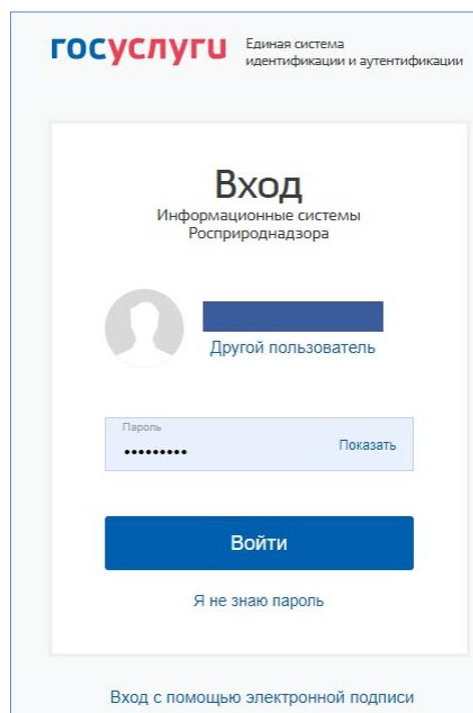 госуслуги
Единая система
идентификации и аутентификации
Вход
Информационные системы
Росприроднадзора
Другой пользователь
Пароль
•••••••••
Показать
Войти
Я не знаю пароль
Вход с помощью электронной подписи